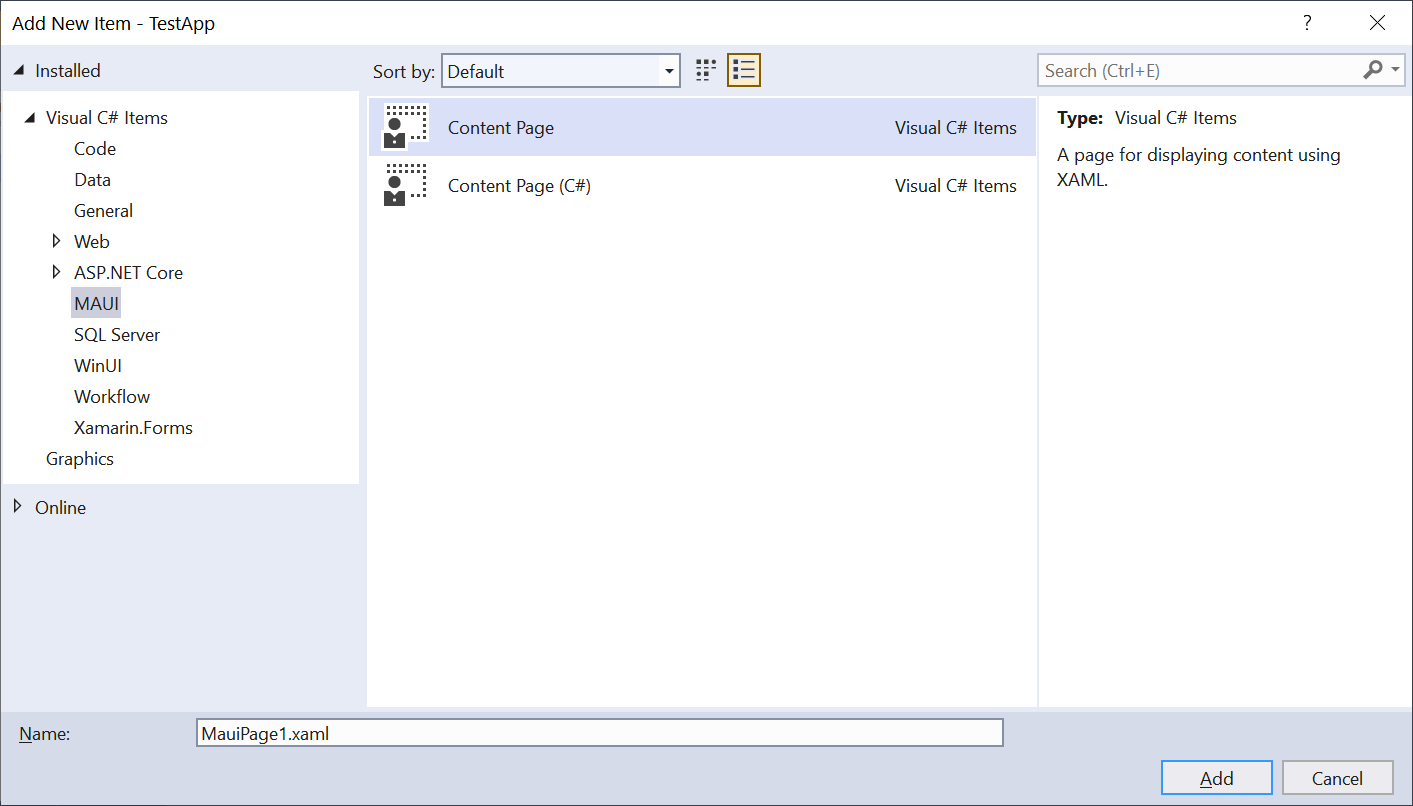 Add New Item - TestApp
?
Installed
Sort by: Default
Search (Ctrl+E)
Visual C# Items
Code
Data
General
Web
ASP.NET Core
MAUI
SQL Server
WinUI
Workflow
Xamarin.Forms
Graphics
Online
Content Page Visual C# Items
Content Page (C#) Visual C# Items
Type: Visual C# Items
A page for displaying content using
XAML.
Name: MauiPage1.xaml
Add Cancel